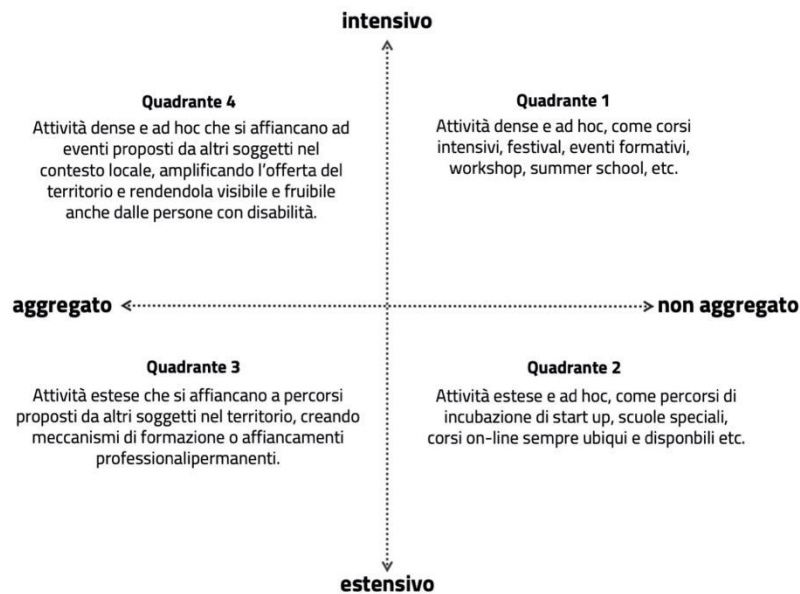 intensivo
Quadrante 4
Attività dense e ad hoc che si affiancano ad
eventi proposti da altri soggetti nel
contesto locale, amplificando l'offerta del
territorio e rendendola visibile e fruibile
anche dalle persone con disabilità.
Quadrante 1
Attività dense e ad hoc, come corsi
intensivi, festival, eventi formativi,
workshop, summer school, etc.
aggregato
non aggregato
Quadrante 3
Attività estese che si affiancano a percorsi
proposti da altri soggetti nel territorio, creando
meccanismi di formazione o affiancamenti
professionalipermanenti.
Quadrante 2
Attività estese e ad hoc, come percorsi di
incubazione di start up, scuole speciali,
corsi on-line sempre ubiqui e disponbili etc.
estensivo